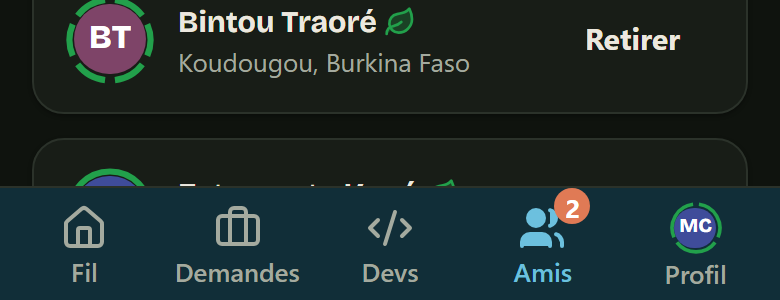 BT
Bintou Traoré
Koudougou, Burkina Faso
Retirer
2
MC
Fil
Demandes
Devs
Amis
Profil